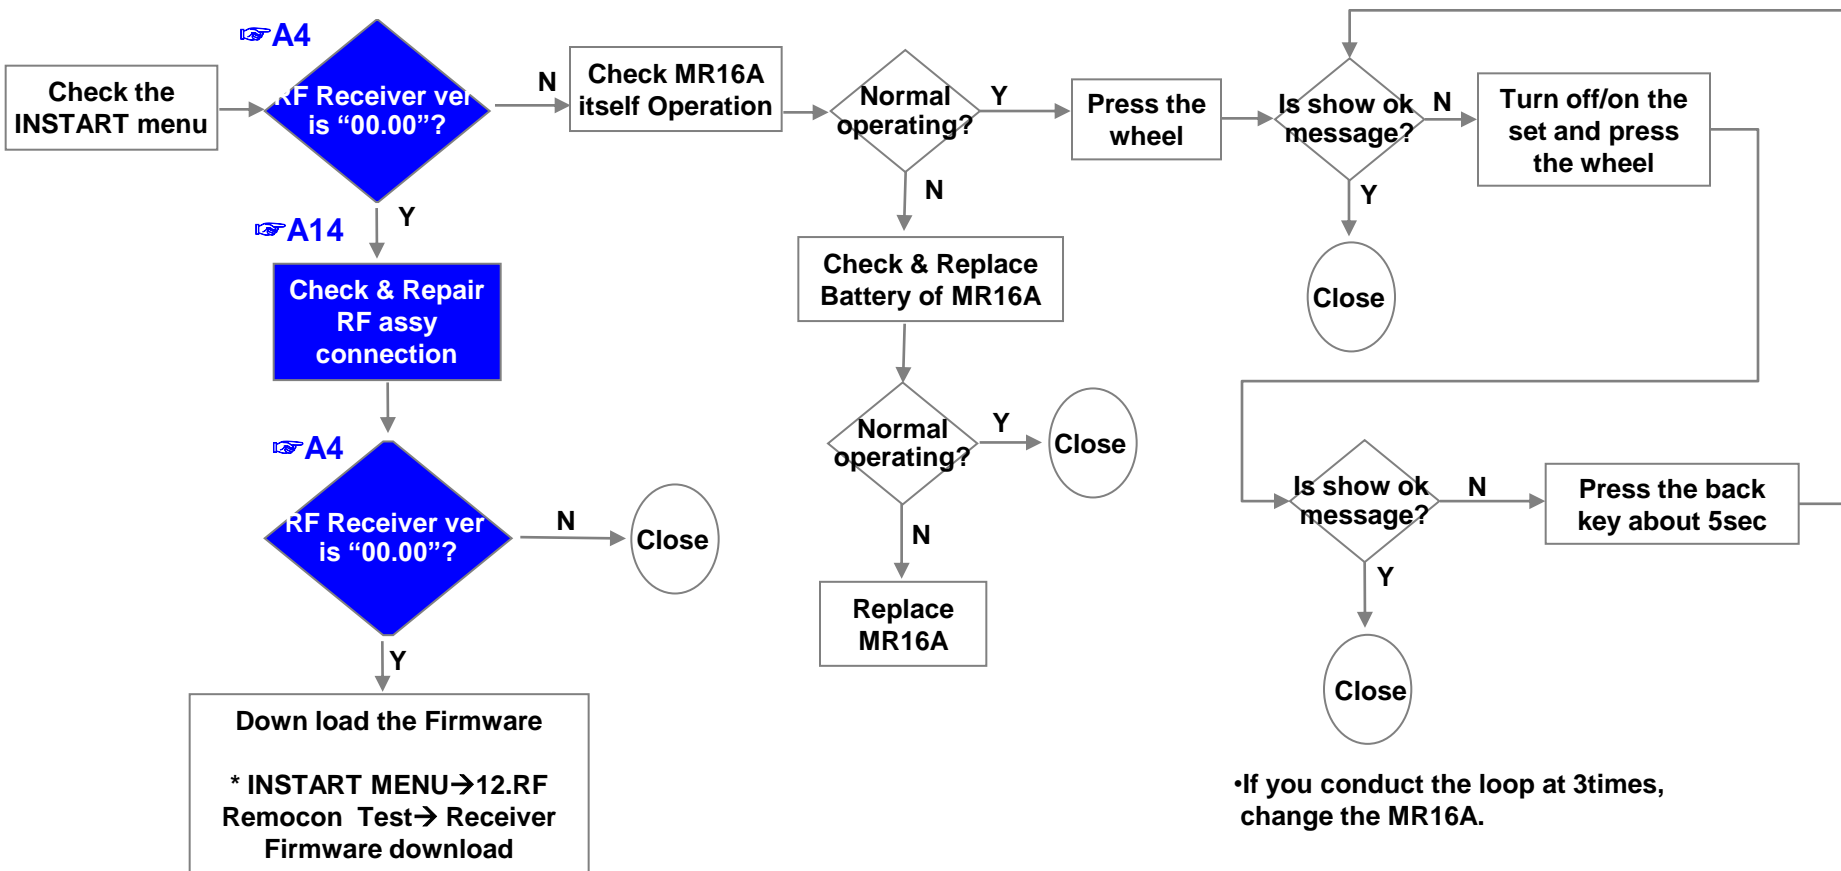 ☞A4
Check the
INSTART menu
RF Receiver ver
is “00.00”?
N
Check MR16A
itself Operation
Normal
operating?
Y
Press the
wheel
Is show ok
message?
N
Turn off/on the
set and press
the wheel
Y
☞A14
Check & Repair
RF assy
connection
N
Check & Replace
Battery of MR16A
Y
Close
☞A4
RF Receiver ver
is “00.00”?
N
Close
Normal
operating?
Y
Close
N
Replace
MR16A
Is show ok
message?
N
Press the back
key about 5sec
Y
Close
Y
Down load the Firmware
* INSTART MENU→12.RF
Remocon Test→ Receiver
Firmware download
•If you conduct the loop at 3times,
change the MR16A.